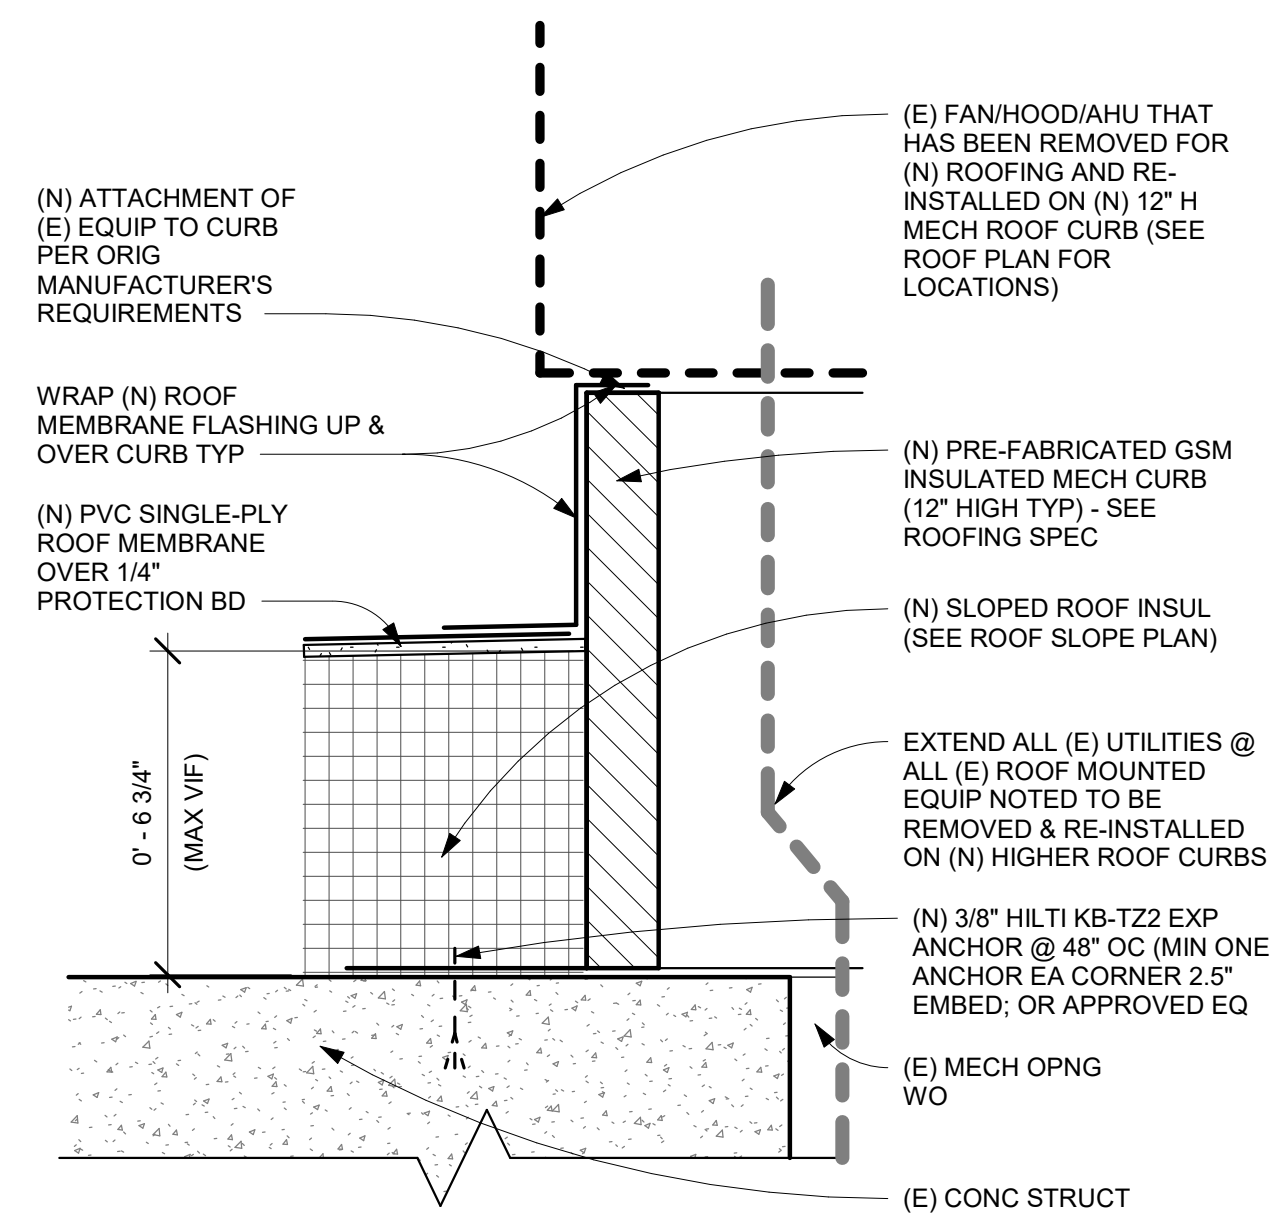 (N) ATTACHMENT OF
(E) EQUIP TO CURB
PER ORIG
MANUFACTURER'S
REQUIREMENTS
WRAP (N) ROOF
MEMBRANE FLASHING UP &
OVER CURB TYP
(N) PVC SINGLE-PLY
ROOF MEMBRANE
OVER 1/4"
PROTECTION BD
0' - 6 3/4"
(MAX VIF)
(E) FAN/HOOD/AHU THAT
HAS BEEN REMOVED FOR
(N) ROOFING AND RE-
INSTALLED ON (N) 12" H
MECH ROOF CURB (SEE
ROOF PLAN FOR
LOCATIONS)
(N) PRE-FABRICATED GSM
INSULATED MECH CURB
(12" HIGH TYP) - SEE
ROOFING SPEC
(N) SLOPED ROOF INSUL
(SEE ROOF SLOPE PLAN)
EXTEND ALL (E) UTILITIES @
ALL (E) ROOF MOUNTED
EQUIP NOTED TO BE
REMOVED & RE-INSTALLED
ON (N) HIGHER ROOF CURBS
(N) 3/8" HILTI KB-TZ2 EXP
ANCHOR @ 48" OC (MIN ONE
ANCHOR EA CORNER 2.5"
EMBED; OR APPROVED EQ
(E) MECH OPNG
WO
(E) CONC STRUCT